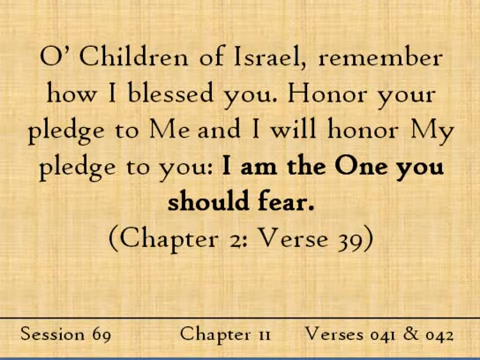 O' Children of Israel, remember
how I blessed you. Honor your
pledge to Me and I will honor My
pledge to you: I am the One you
should fear.
(Chapter 2: Verse 39)
Session 69 Chapter 11 Verses 041 & 042